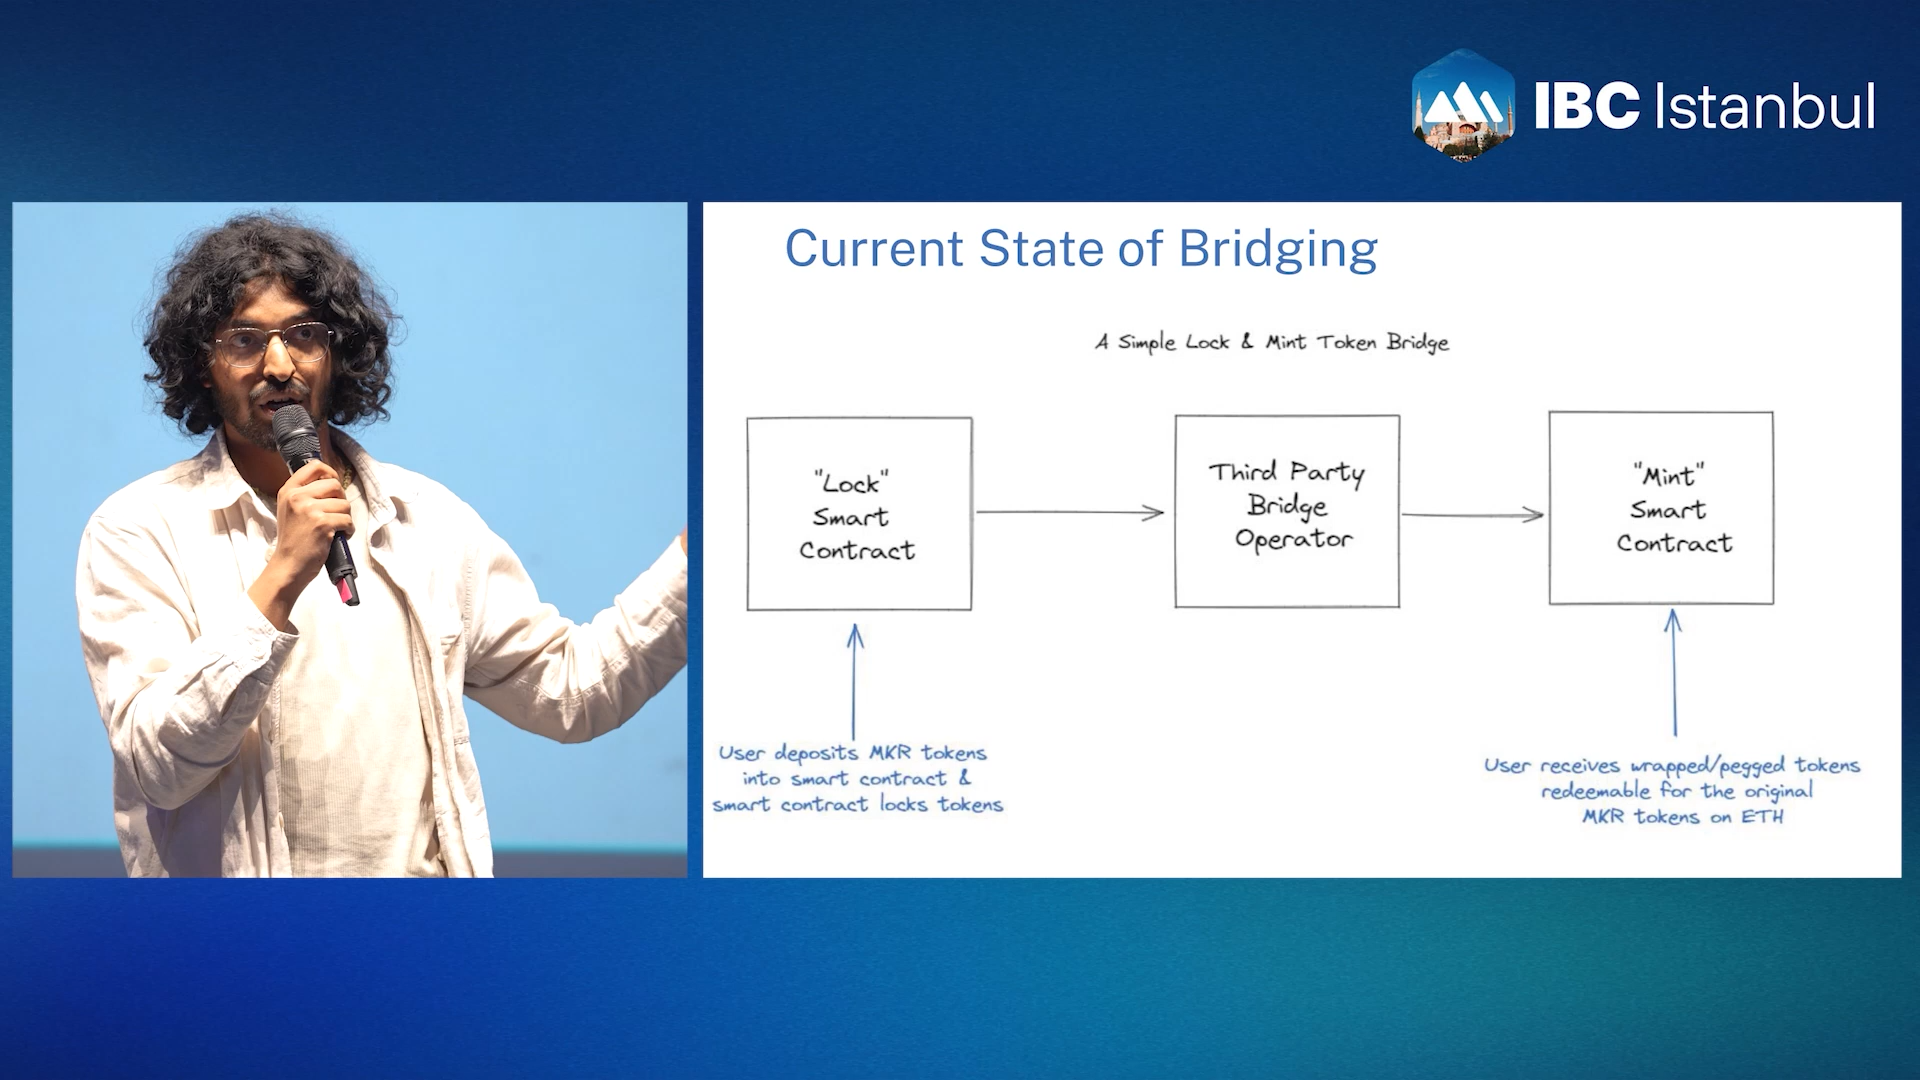 IBC Istanbul
Current State of Bridging
A Simple Lock & Mint Token Bridge
"Lock"
Smart
Contract
Third Party
Bridge
Operator
"Mint"
Smart
Contract
User deposits MKR tokens
into smart contract &
smart contract locks tokens
User receives wrapped/pegged tokens
redeemable for the original
MKR tokens on ETH